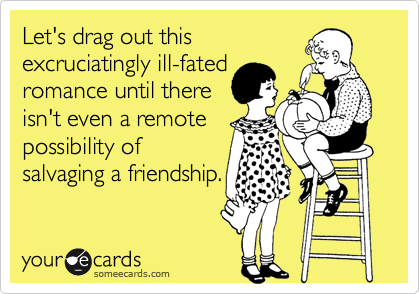 Let's drag out this
excruciatingly ill-fated
romance until there
isn't even a remote
possibility of
salvaging a friendship.
your e cards
someecards.com